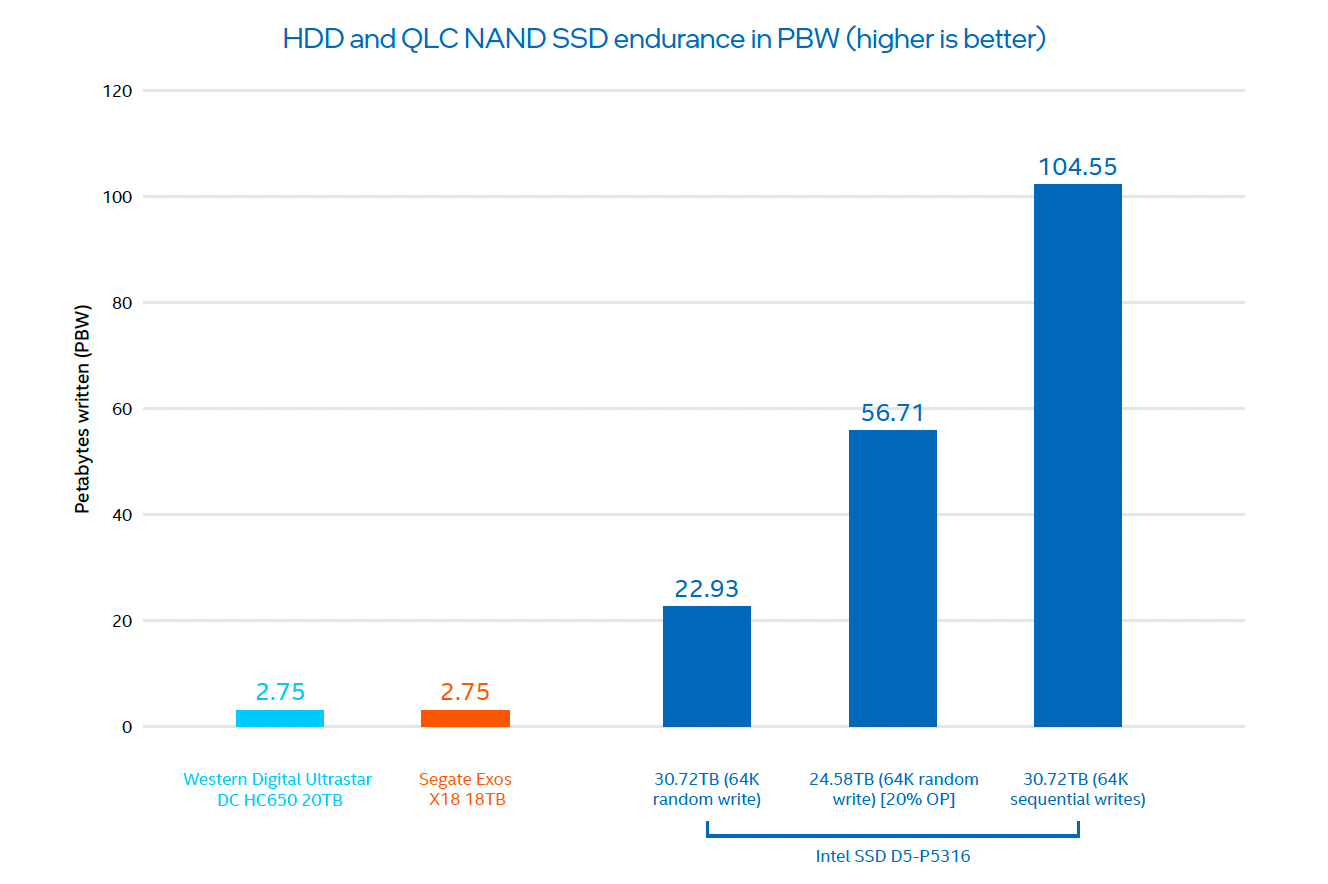 HDD and QLC NAND SSD endurance in PBW (higher is better)
Petabytes written (PBW)
120
100
80
60
40
20
0
2.75
2.75
22.93
56.71
104.55
Western Digital Ultrastar
DC HC650 20TB
Segate Exos
X18 18TB
30.72TB (64K
random write)
24.58TB (64K random
write) [20% OP]
30.72TB (64K
sequential writes)
Intel SSD D5-P5316